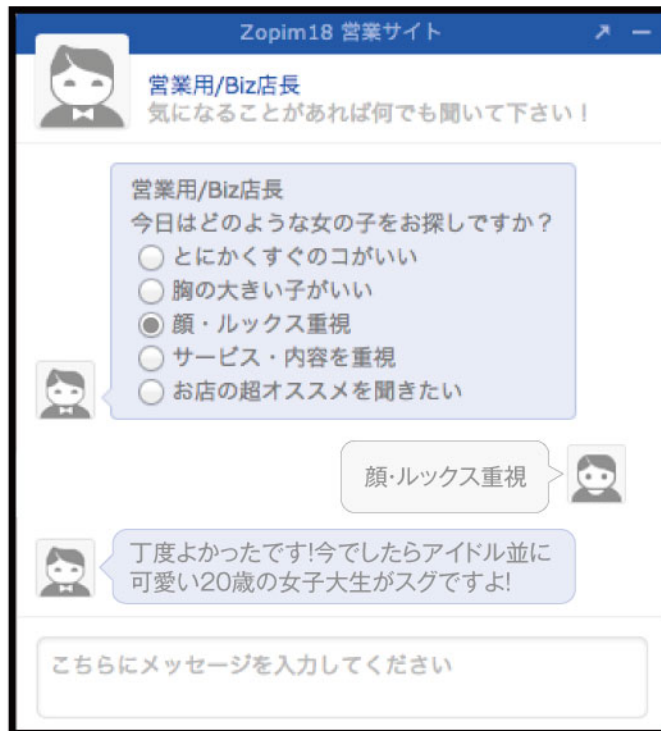 Zopim18 営業サイト
営業用/Biz店長
気になることがあれば何でも聞いて下さい！
営業用/Biz店長
今日はどのような女の子をお探しですか？
とにかくすぐのコがいい
胸の大きい子がいい
顔・ルックス重視
サービス・内容を重視
お店の超オススメを聞きたい
顔・ルックス重視
丁度よかったです!今でしたらアイドル並に
可愛い20歳の女子大生がスグですよ!
こちらにメッセージを入力してください